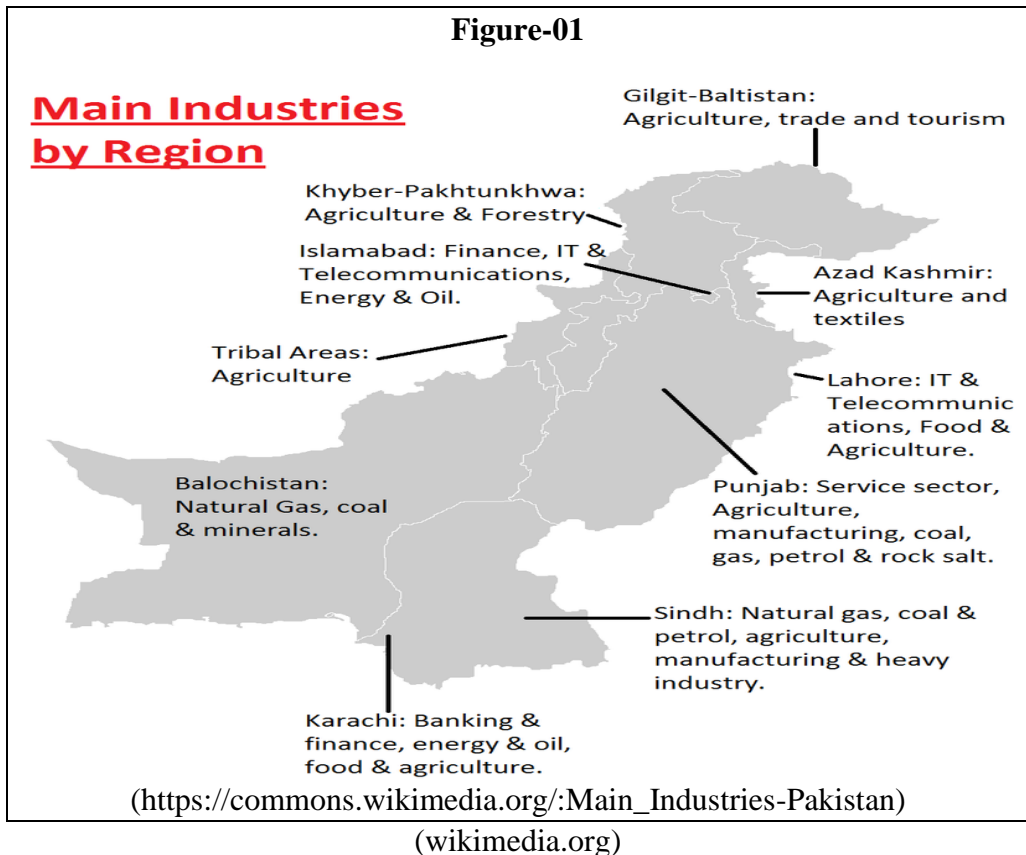 Figure-01
Main Industries
by Region
Gilgit-Baltistan:
Agriculture, trade and tourism
Khyber-Pakhtunkhwa:
Agriculture & Forestry
Islamabad: Finance, IT &
Telecommunications,
Energy & Oil.
Azad Kashmir:
Agriculture and
textiles
Tribal Areas:
Agriculture
Lahore: IT &
Telecommunic
ations, Food &
Agriculture.
Balochistan:
Natural Gas, coal
& minerals.
Punjab: Service sector,
Agriculture,
manufacturing, coal,
gas, petrol & rock salt.
Sindh: Natural gas, coal &
petrol, agriculture,
manufacturing & heavy
industry.
Karachi: Banking &
finance, energy & oil,
food & agriculture.
(https://commons.wikimedia.org/:Main_Industries-Pakistan)
(wikimedia.org)